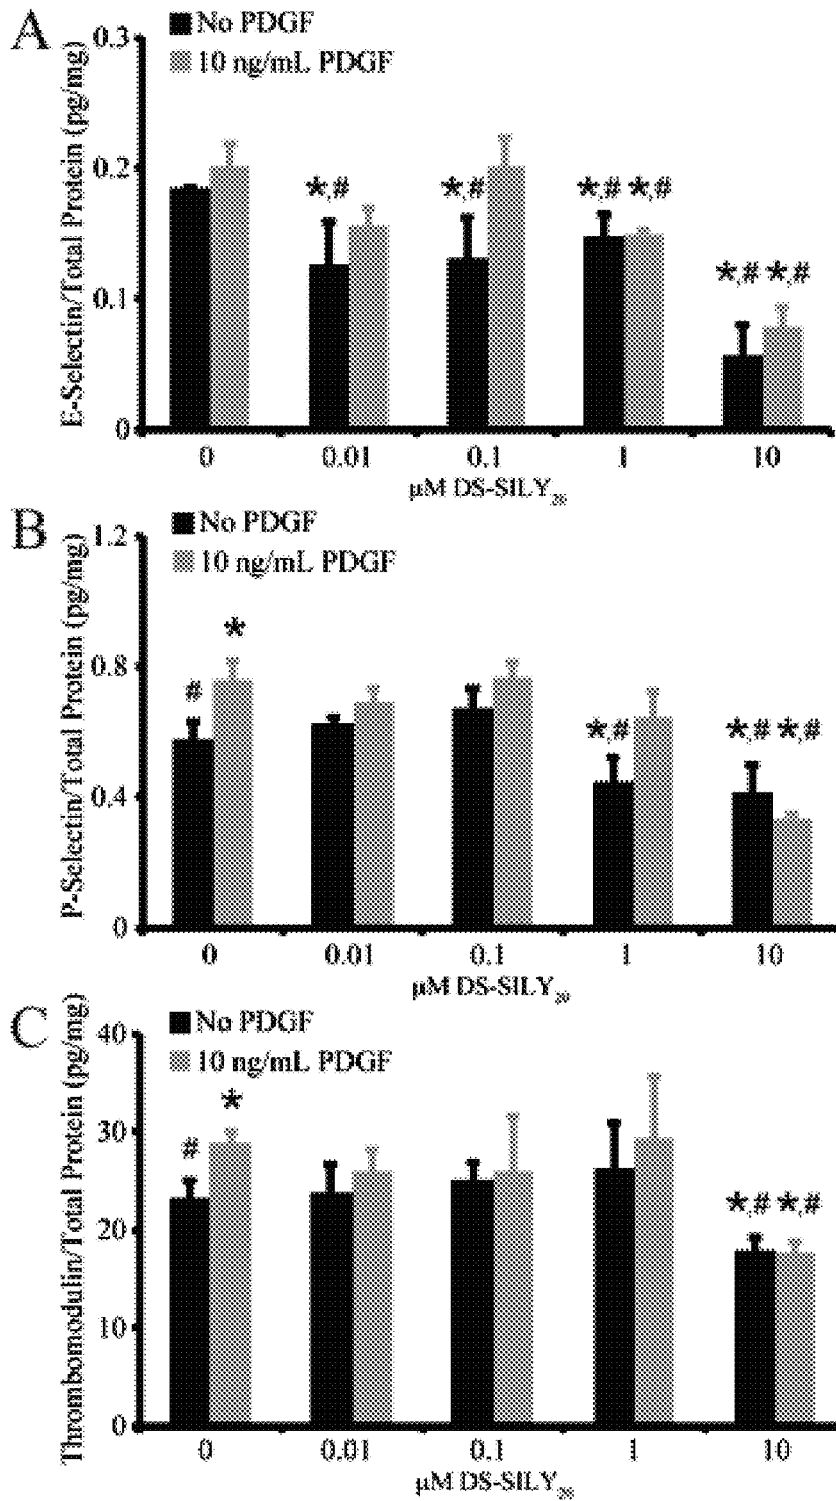 A
No PDGF
10 ng/mL PDGF
E-Selectin/Total Protein (pg/mg)
0.3
0.2
0.1
0
*,#
*,#
*,# *,#
*,# *,#
0 0.01 0.1 1 10
μM DS-SILY₂₀
B
No PDGF
10 ng/mL PDGF
P-Selectin/Total Protein (pg/mg)
1.2
0.8
0.4
0
#
*
*,#
*,# *,#
0 0.01 0.1 1 10
μM DS-SILY₂₀
C
No PDGF
10 ng/mL PDGF
Thrombomodulin/Total Protein (pg/mg)
40
30
20
10
0
#
*
*,# *,#
0 0.01 0.1 1 10
μM DS-SILY₂₀